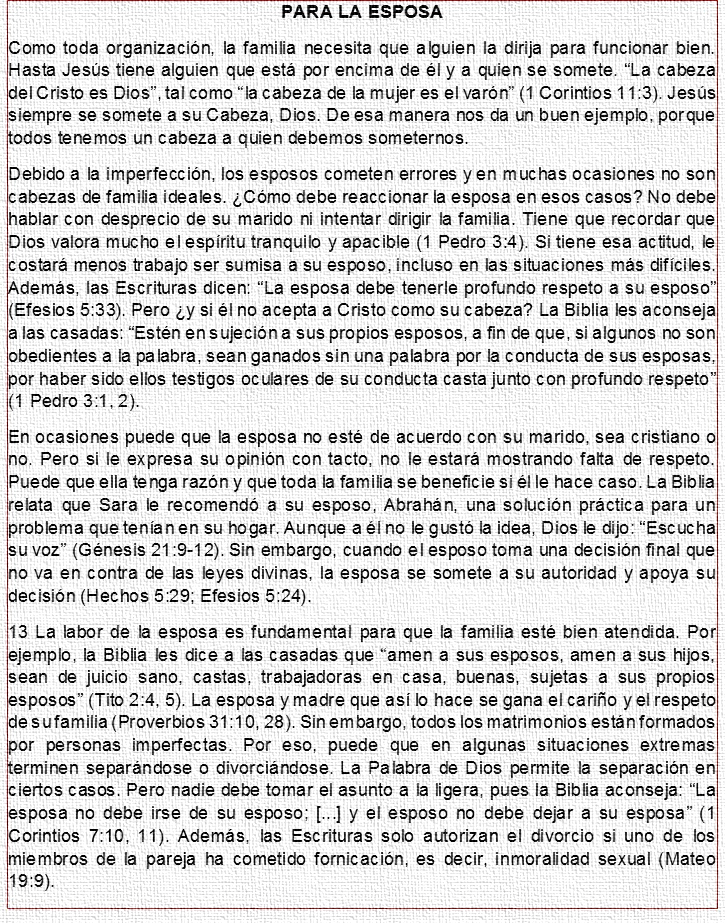 PARA LA ESPOSA
Como toda organización, la familia necesita que alguien la dirija para funcionar bien.
Hasta Jesús tiene alguien que está por encima de él y a quien se somete. “La cabeza
del Cristo es Dios”, tal como “la cabeza de la mujer es el varón” (1 Corintios 11:3). Jesús
siempre se somete a su Cabeza, Dios. De esa manera nos da un buen ejemplo, porque
todos tenemos un cabeza a quien debemos someternos.
Debido a la imperfección, los esposos cometen errores y en muchas ocasiones no son
cabezas de familia ideales. ¿Cómo debe reaccionar la esposa en esos casos? No debe
hablar con desprecio de su marido ni intentar dirigir la familia. Tiene que recordar que
Dios valora mucho el espíritu tranquilo y apacible (1 Pedro 3:4). Si tiene esa actitud, le
costará menos trabajo ser sumisa a su esposo, incluso en las situaciones más difíciles.
Además, las Escrituras dicen: “La esposa debe tenerle profundo respeto a su esposo”
(Efesios 5:33). Pero ¿y si él no acepta a Cristo como su cabeza? La Biblia les aconseja
a las casadas: “Estén en sujeción a sus propios esposos, a fin de que, si algunos no son
obedientes a la palabra, sean ganados sin una palabra por la conducta de sus esposas,
por haber sido ellos testigos oculares de su conducta casta junto con profundo respeto”
(1 Pedro 3:1, 2).
En ocasiones puede que la esposa no esté de acuerdo con su marido, sea cristiano o
no. Pero si le expresa su opinión con tacto, no le estará mostrando falta de respeto.
Puede que ella tenga razón y que toda la familia se beneficie si él le hace caso. La Biblia
relata que Sara le recomendó a su esposo, Abrahán, una solución práctica para un
problema que tenían en su hogar. Aunque a él no le gustó la idea, Dios le dijo: “Escucha
su voz” (Génesis 21:9-12). Sin embargo, cuando el esposo toma una decisión final que
no va en contra de las leyes divinas, la esposa se somete a su autoridad y apoya su
decisión (Hechos 5:29; Efesios 5:24).
13 La labor de la esposa es fundamental para que la familia esté bien atendida. Por
ejemplo, la Biblia les dice a las casadas que “amen a sus esposos, amen a sus hijos,
sean de juicio sano, castas, trabajadoras en casa, buenas, sujetas a sus propios
esposos” (Tito 2:4, 5). La esposa y madre que así lo hace se gana el cariño y el respeto
de su familia (Proverbios 31:10, 28). Sin embargo, todos los matrimonios están formados
por personas imperfectas. Por eso, puede que en algunas situaciones extremas
terminen separándose o divorciándose. La Palabra de Dios permite la separación en
ciertos casos. Pero nadie debe tomar el asunto a la ligera, pues la Biblia aconseja: “La
esposa no debe irse de su esposo; [...] y el esposo no debe dejar a su esposa” (1
Corintios 7:10, 11). Además, las Escrituras solo autorizan el divorcio si uno de los
miembros de la pareja ha cometido fornicación, es decir, inmoralidad sexual (Mateo
19:9).